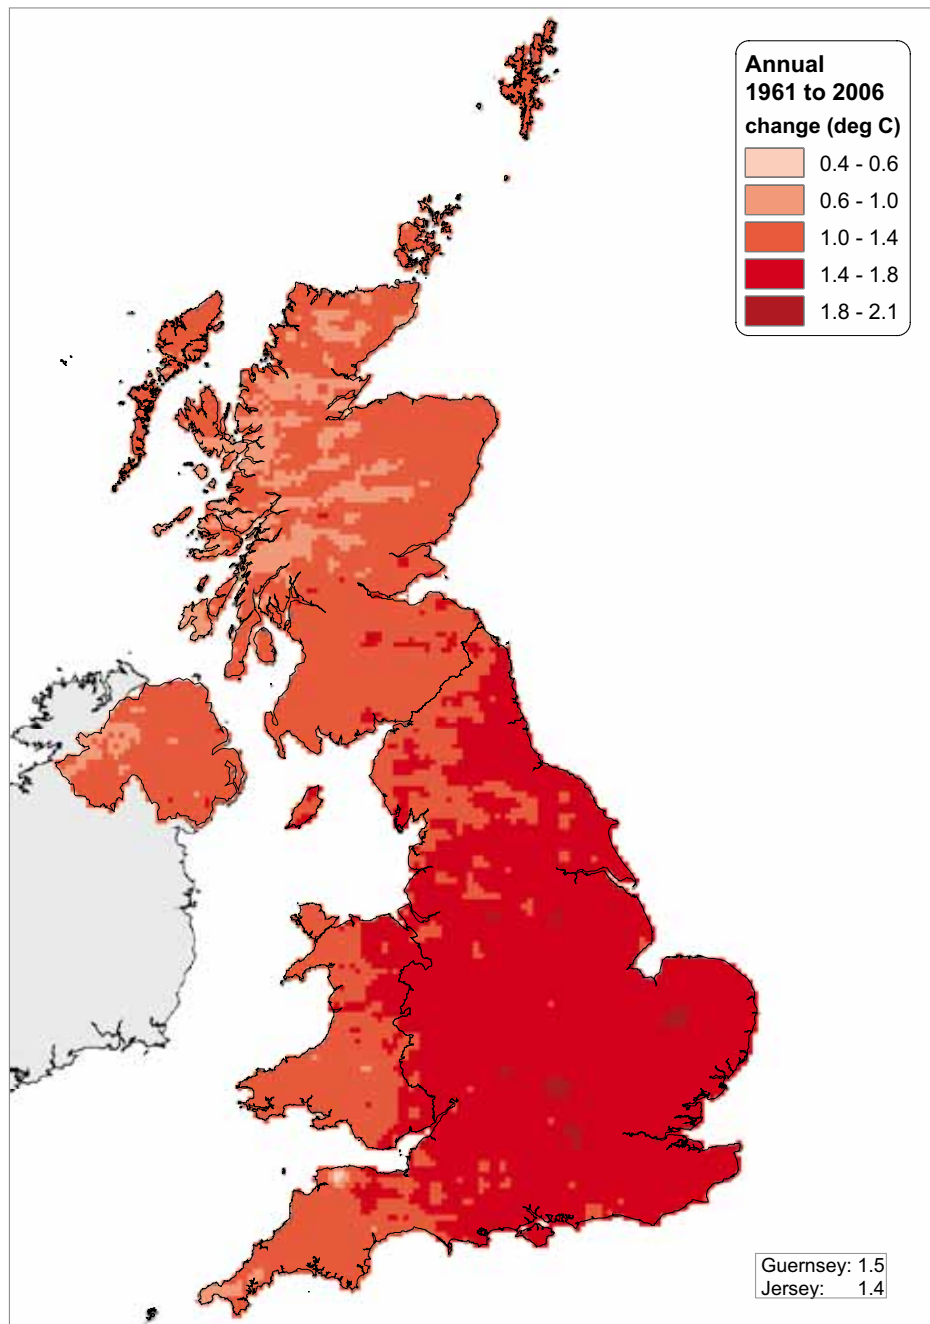 Annual
1961 to 2006
change (deg C)
0.4 - 0.6
0.6 - 1.0
1.0 - 1.4
1.4 - 1.8
1.8 - 2.1
Guernsey: 1.5
Jersey: 1.4